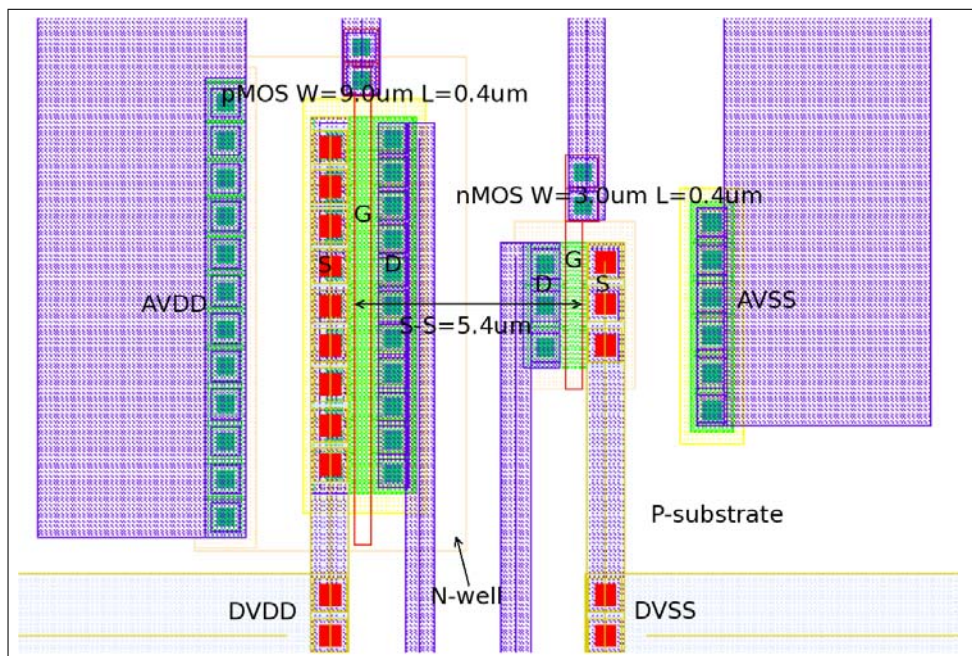 pMOS W=9.0um L=0.4um
nMOS W=3.0um L=0.4um
G
S
D
G
D
S
AVDD
S-S=5.4um
AVSS
P-substrate
N-well
DVDD
DVSS